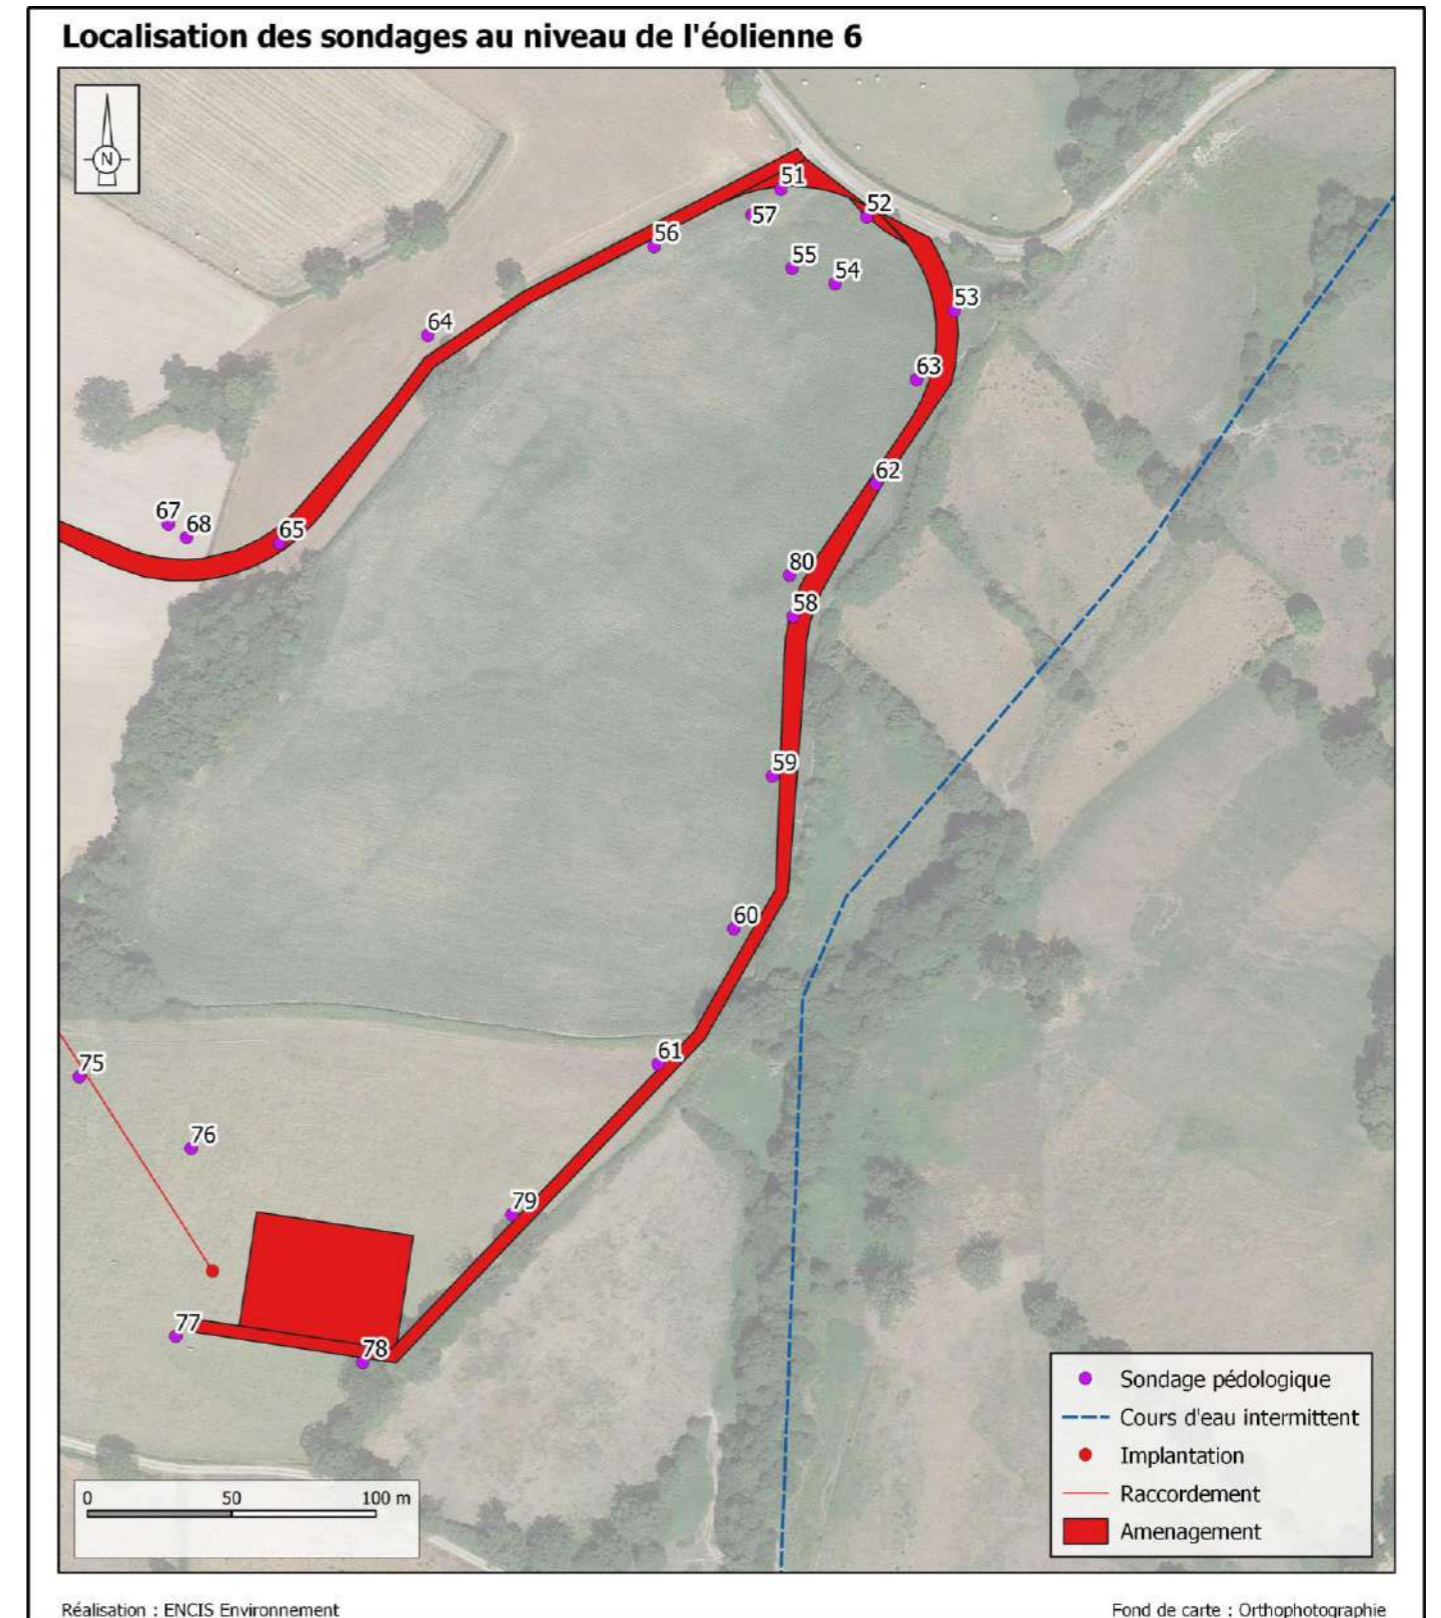 Localisation des sondages au niveau de l'éolienne 6
N
51
52
57
56
55
54
53
64
63
62
67
68
65
80
58
59
60
61
75
76
79
77
78
Sondage pédologique
Cours d'eau intermittent
Implantation
Raccordement
Amenagement
0 50 100 m
Réalisation : ENCIS Environnement
Fond de carte : Orthophotographie